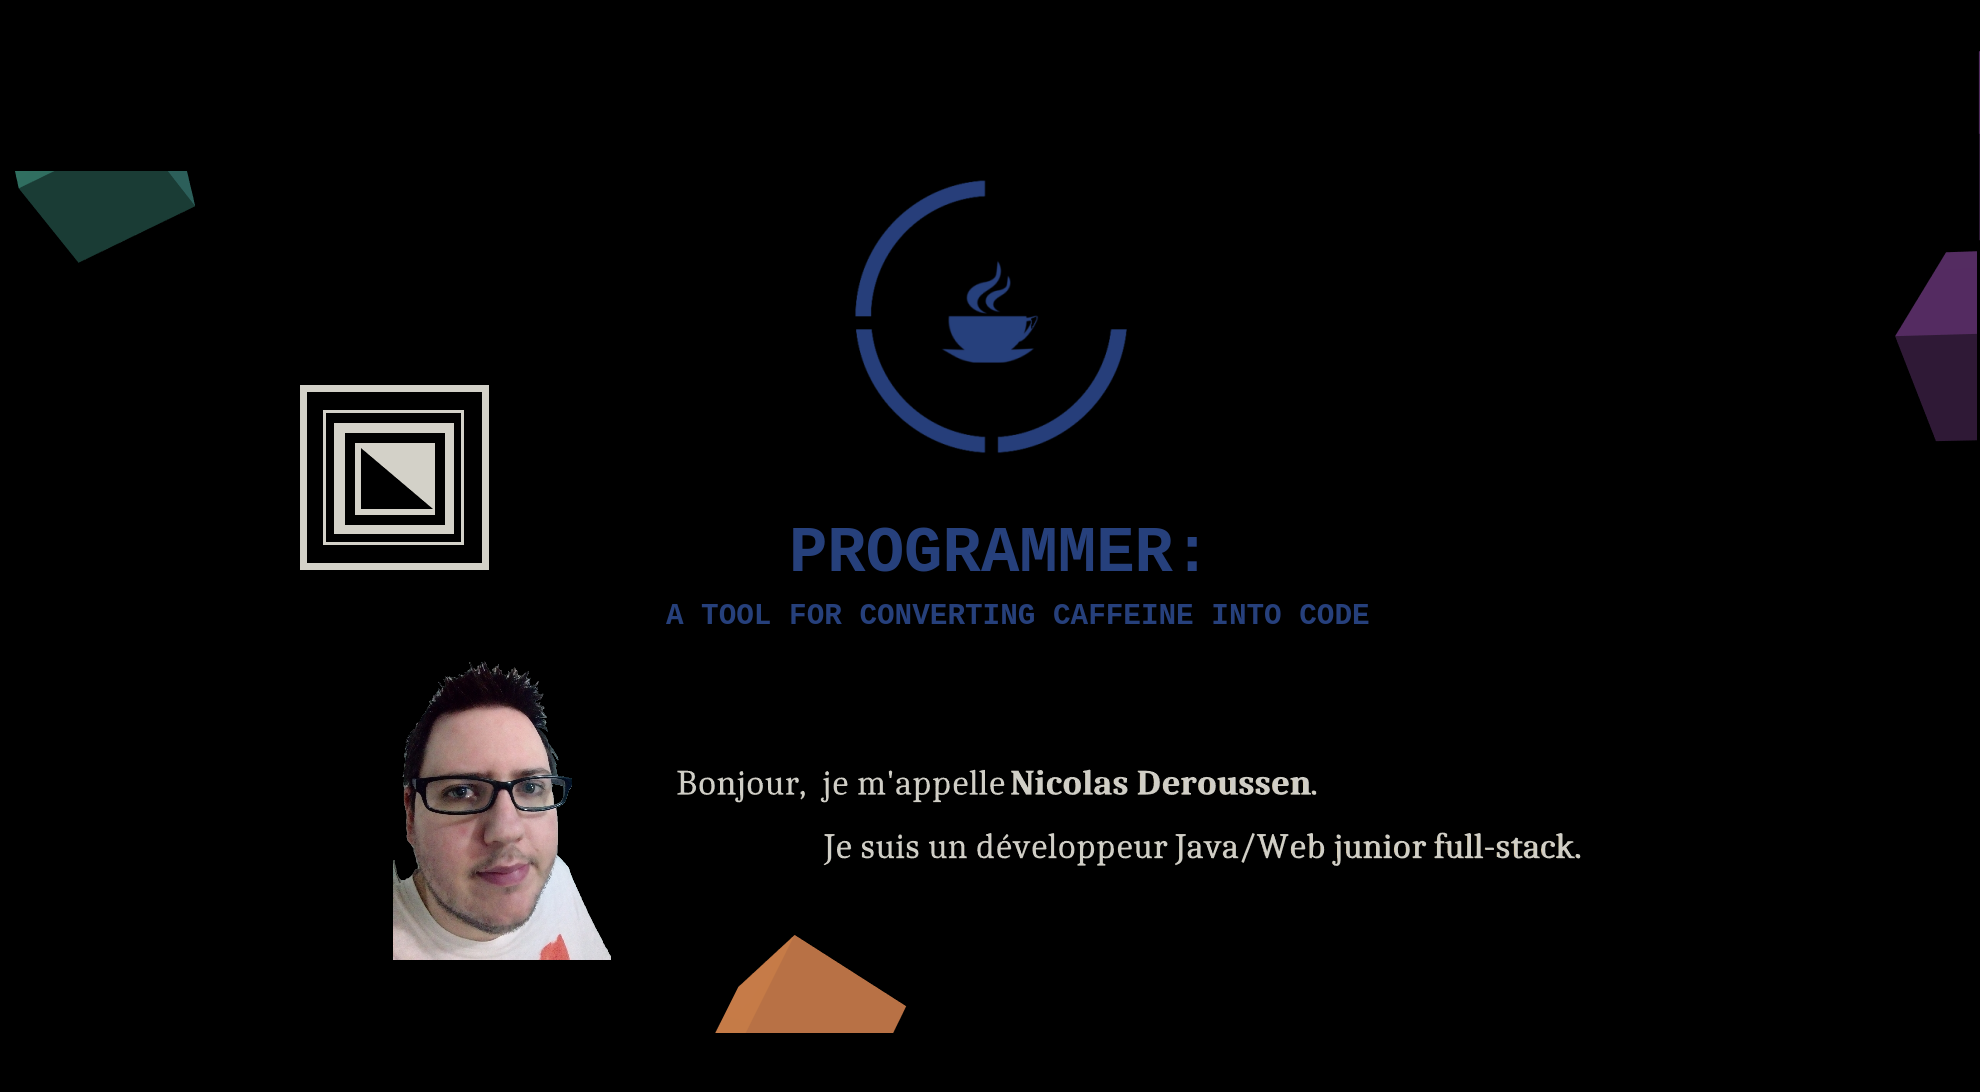 PROGRAMMER:
A TOOL FOR CONVERTING CAFFEINE INTO CODE
Bonjour, je m'appelle Nicolas Deroussen.
Je suis un développeur Java/Web junior full-stack.